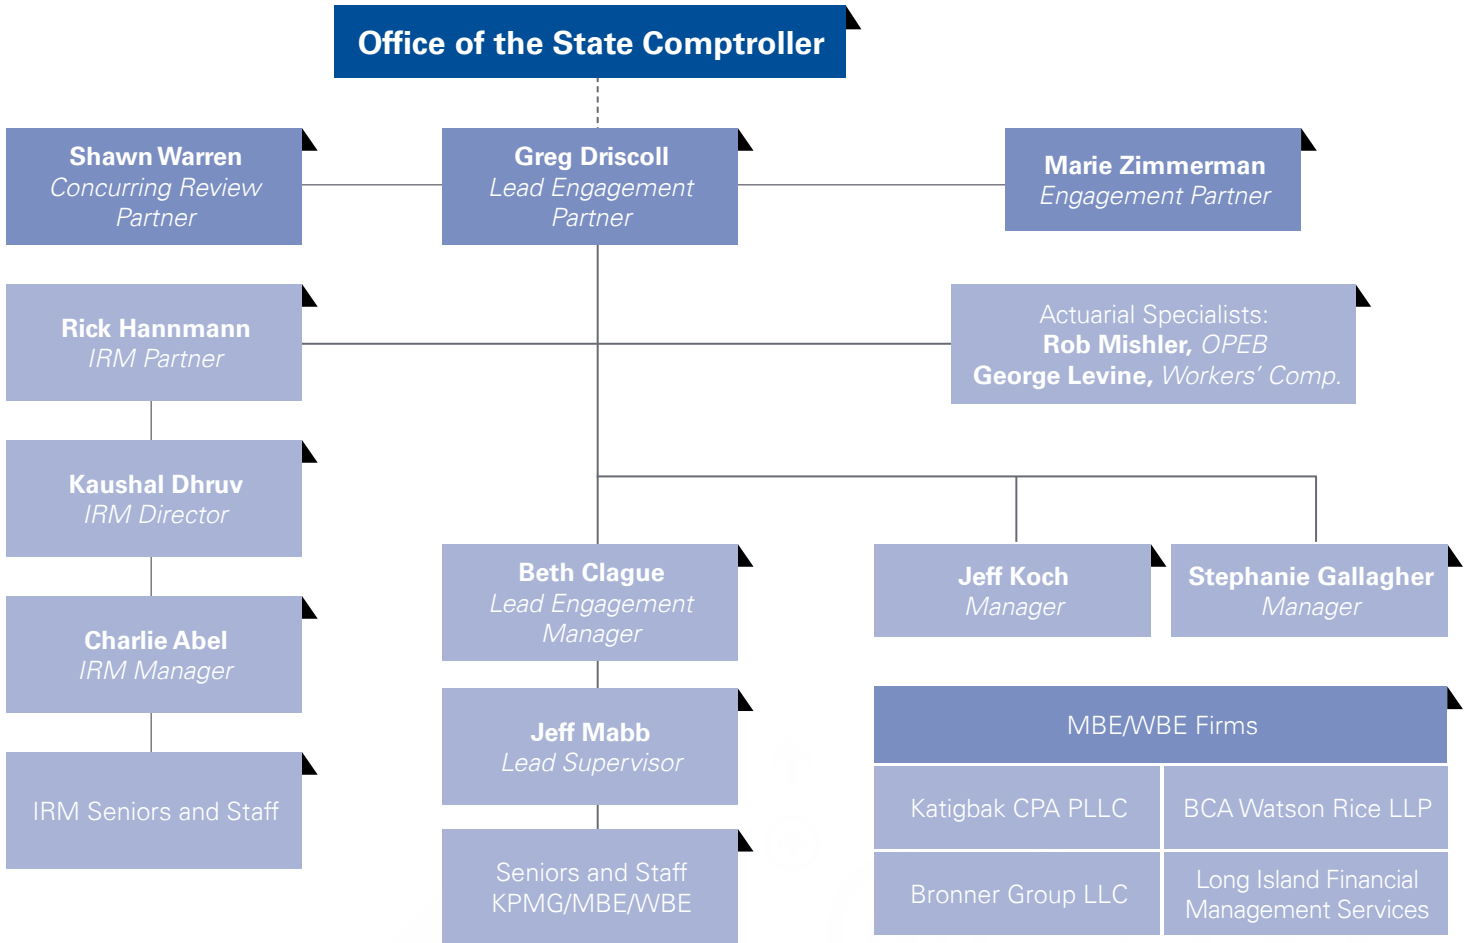 Office of the State Comptroller
Shawn Warren
Concurring Review
Partner
Greg Driscoll
Lead Engagement
Partner
Marie Zimmerman
Engagement Partner
Rick Hannmann
IRM Partner
Actuarial Specialists:
Rob Mishler, OPEB
George Levine, Workers’ Comp.
Kaushal Dhruv
IRM Director
Beth Clague
Lead Engagement
Manager
Jeff Koch
Manager
Stephanie Gallagher
Manager
Charlie Abel
IRM Manager
Jeff Mabb
Lead Supervisor
MBE/WBE Firms
IRM Seniors and Staff
Katigbak CPA PLLC
BCA Watson Rice LLP
Seniors and Staff
KPMG/MBE/WBE
Bronner Group LLC
Long Island Financial
Management Services